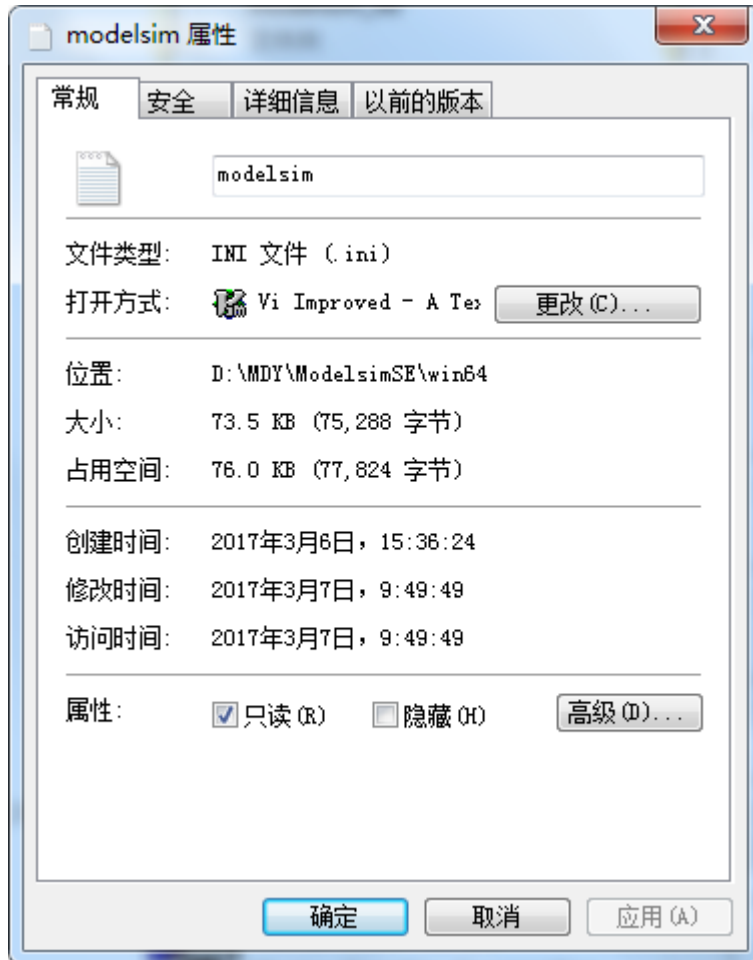 modelsim 属性
常规 安全 详细信息 以前的版本
modelsim
文件类型: INI 文件 (.ini)
打开方式: Vi Improved - A Tex 更改(C)...
位置: D:\MDY\ModelsimSE\win64
大小: 73.5 KB (75,288 字节)
占用空间: 76.0 KB (77,824 字节)
创建时间: 2017年3月6日，15:36:24
修改时间: 2017年3月7日，9:49:49
访问时间: 2017年3月7日，9:49:49
属性: 只读(R) 隐藏(H) 高级(D)...
确定 取消 应用(A)